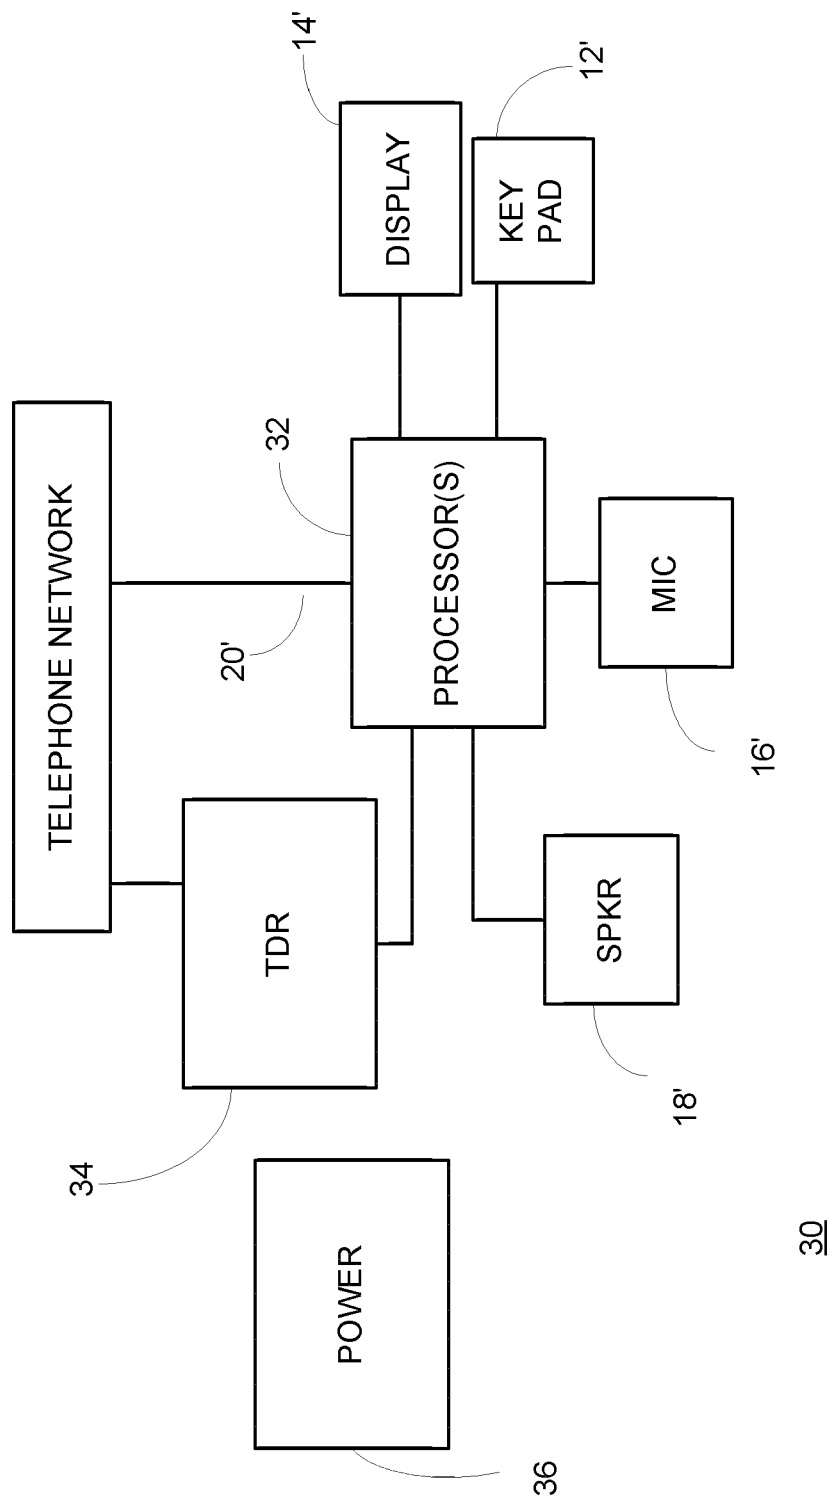 TELEPHONE NETWORK
34
TDR
20'
32
14'
POWER
PROCESSOR(S)
DISPLAY
12'
36
KEY
PAD
SPKR
MIC
18'
16'
30